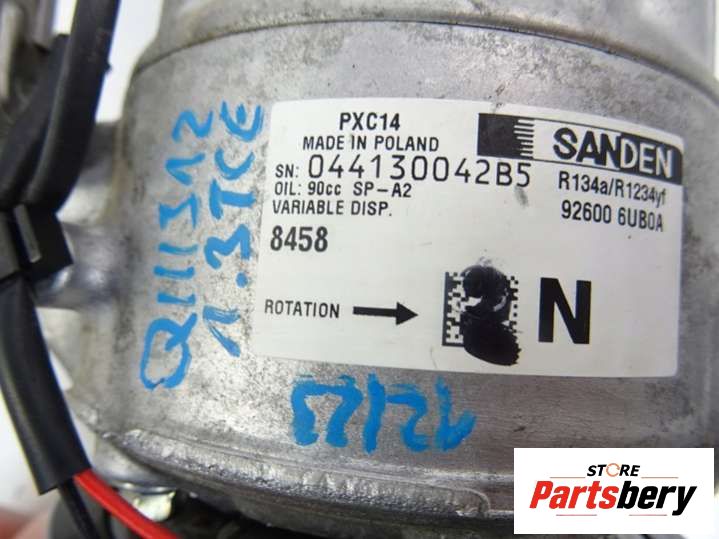 PXC14
MADE IN POLAND
SN: 044130042B5
OIL: 90cc SP-A2
VARIABLE DISP.
8458
SANDEN
R134a/R1234yf
92600 6UB0A
ROTATION
N
1.3TCE
STORE
Partsbery